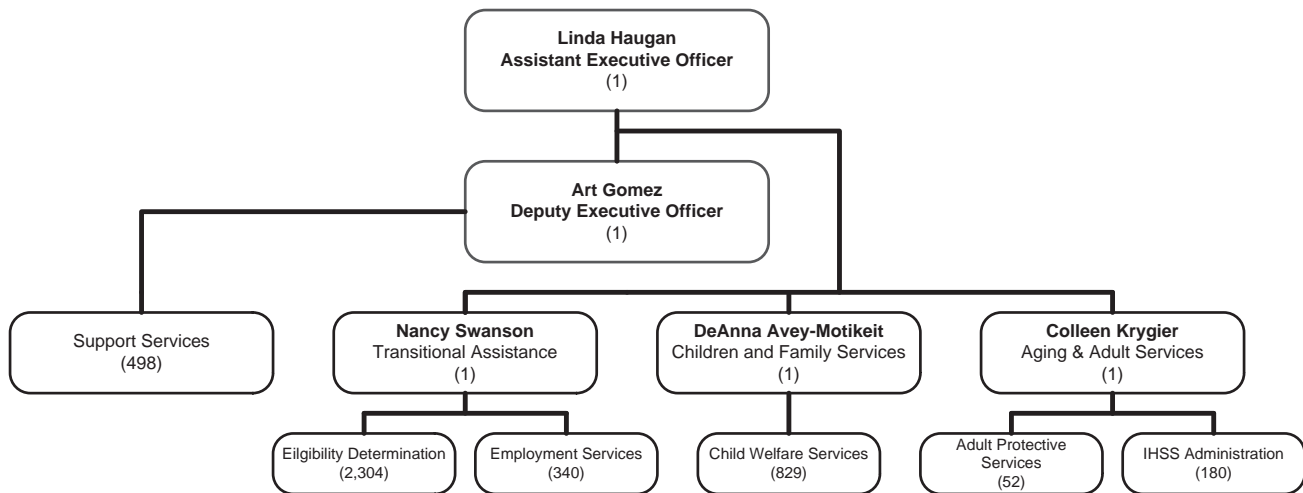 Linda Haugan
Assistant Executive Officer
(1)
Art Gomez
Deputy Executive Officer
(1)
Support Services
(498)
Nancy Swanson
Transitional Assistance
(1)
DeAnna Avey-Motikeit
Children and Family Services
(1)
Colleen Krygier
Aging & Adult Services
(1)
Eilgibility Determination
(2,304)
Employment Services
(340)
Child Welfare Services
(829)
Adult Protective
Services
(52)
IHSS Administration
(180)